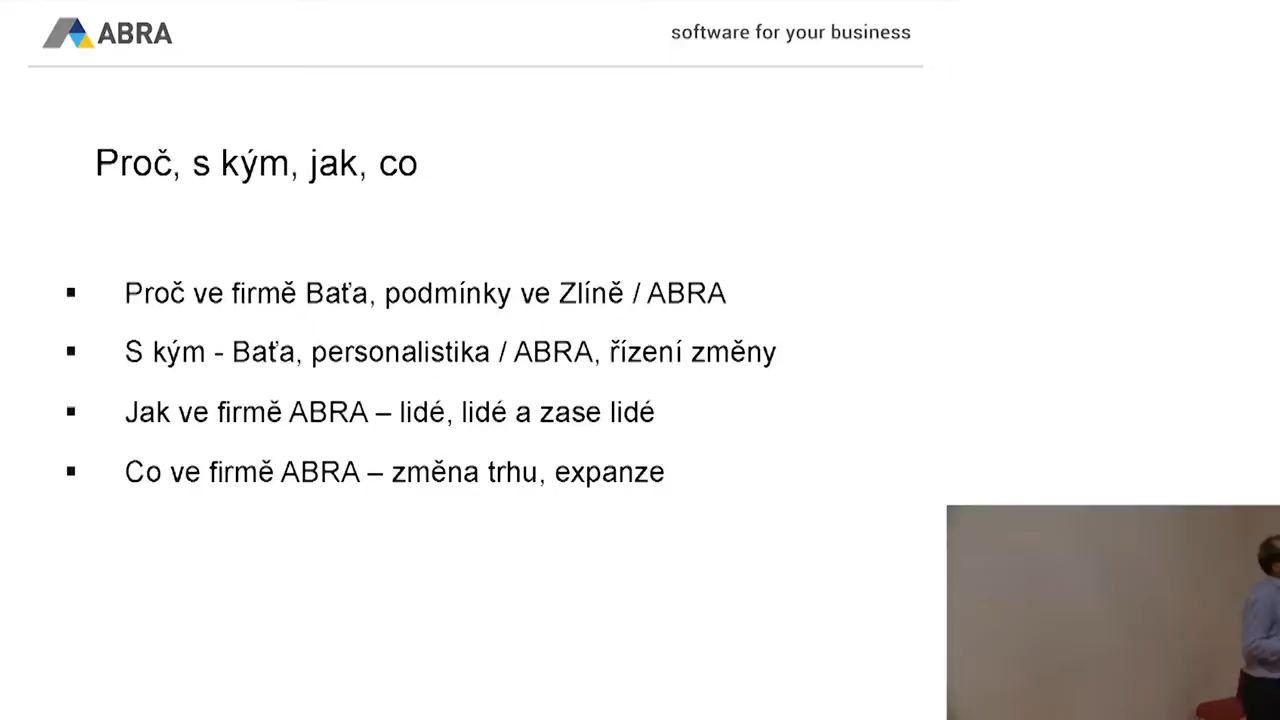 ABRA
software for your business
Proč, s kým, jak, co
▪ Proč ve firmě Baťa, podmínky ve Zlíně / ABRA
▪ S kým - Baťa, personalistika / ABRA, řízení změny
▪ Jak ve firmě ABRA – lidé, lidé a zase lidé
▪ Co ve firmě ABRA – změna trhu, expanze